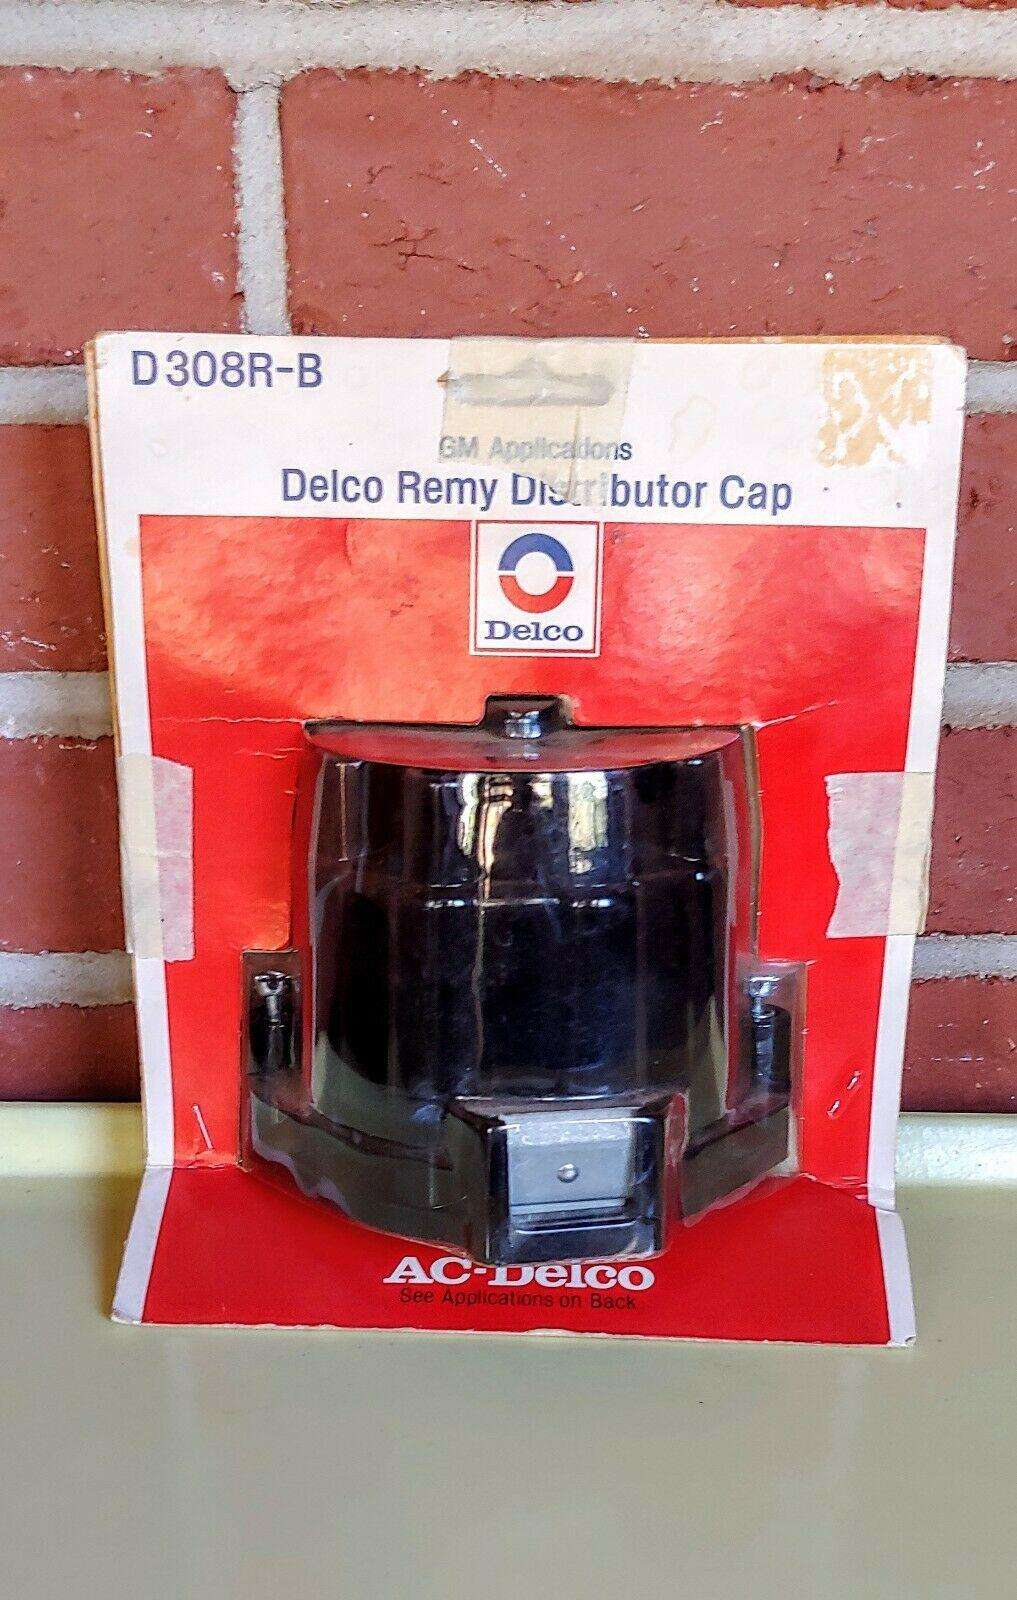 D308R-B
GM Applications
Delco Remy Distributor Cap
Delco
AC-Delco
See Applications on Back